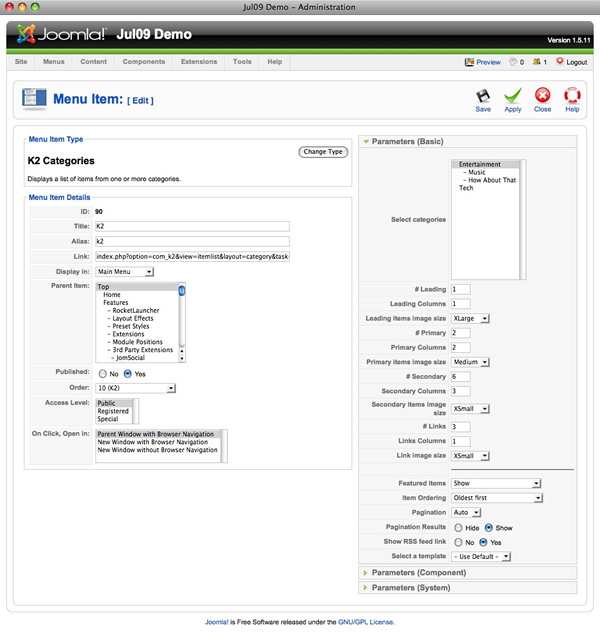 Jul09 Demo - Administration
Joomla! Jul09 Demo
Version 1.5.11
Site Menus Content Components Extensions Tools Help
Preview 0 1 Logout
Menu Item: [ Edit ]
Save Apply Close Help
Menu Item Type
Change Type
K2 Categories
Displays a list of items from one or more categories.
Menu Item Details
ID: 90
Title: K2
Alias: k2
Link: index.php?option=com_k2&view=itemlist&layout=category&task
Display in: Main Menu
Parent Item: Top
Home
Features
- RocketLauncher
- Layout Effects
- Preset Styles
- Extensions
- Module Positions
- 3rd Party Extensions
- JomSocial
Published: No Yes
Order: 10 (K2)
Access Level: Public
Registered
Special
On Click, Open in: Parent Window with Browser Navigation
New Window with Browser Navigation
New Window without Browser Navigation
Parameters (Basic)
Select categories
Entertainment
- Music
- How About That
Tech
# Leading 1
Leading Columns 1
Leading items image size XLarge
# Primary 2
Primary Columns 2
Primary items image size Medium
# Secondary 6
Secondary Columns 3
Secondary items image size XSmall
# Links 3
Links Columns 1
Link image size XSmall
Featured Items Show
Item Ordering Oldest first
Pagination Auto
Pagination Results Hide Show
Show RSS feed link No Yes
Select a template - Use Default -
Parameters (Component)
Parameters (System)
Joomla! is Free Software released under the GNU/GPL License.